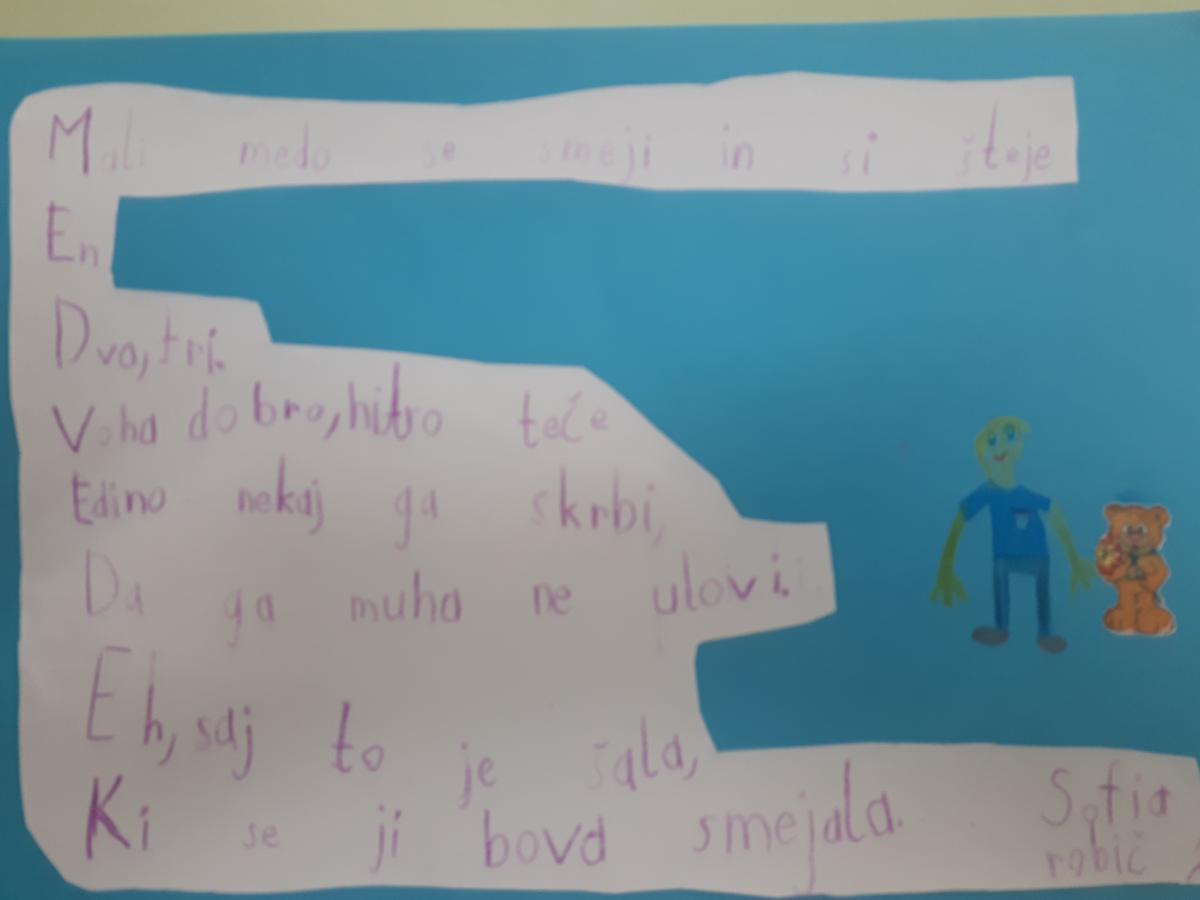 Mali medo se smeji in si šteje
En
Dva, tri.
Voha dobro, hitro teče
Edino nekaj ga skrbi,
Da ga muha ne ulovi.
Eh, saj to je šala,
Ki se ji bova smejala.
Sofia
robič